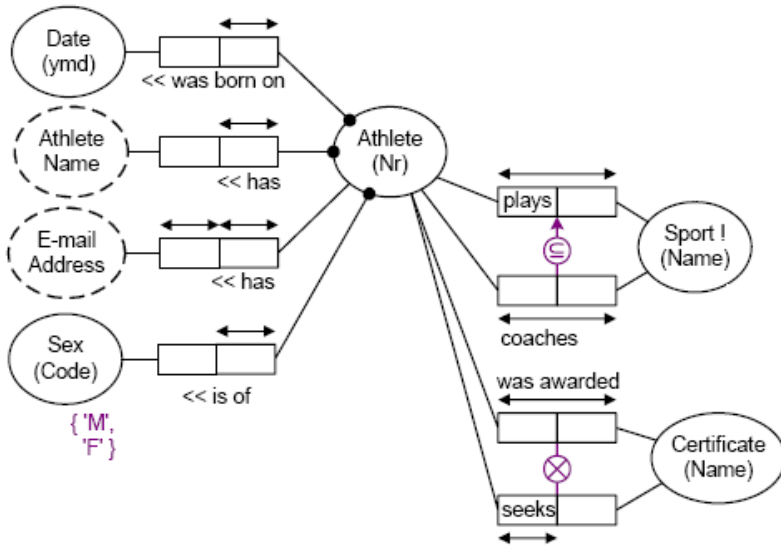 Date
(ymd)
<< was born on
Athlete
Name
<< has
E-mail
Address
<< has
Sex
(Code)
<< is of
{ 'M',
'F' }
Athlete
(Nr)
plays
Sport !
(Name)
coaches
was awarded
Certificate
(Name)
seeks